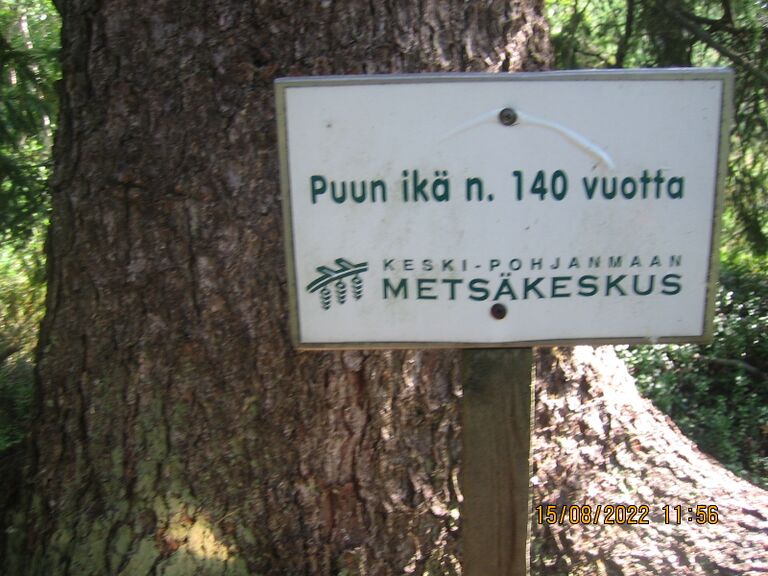 Puun ikä n. 140 vuotta
KESKI-POHJANMAAN
METSÄKESKUS
15/08/2022 11:56